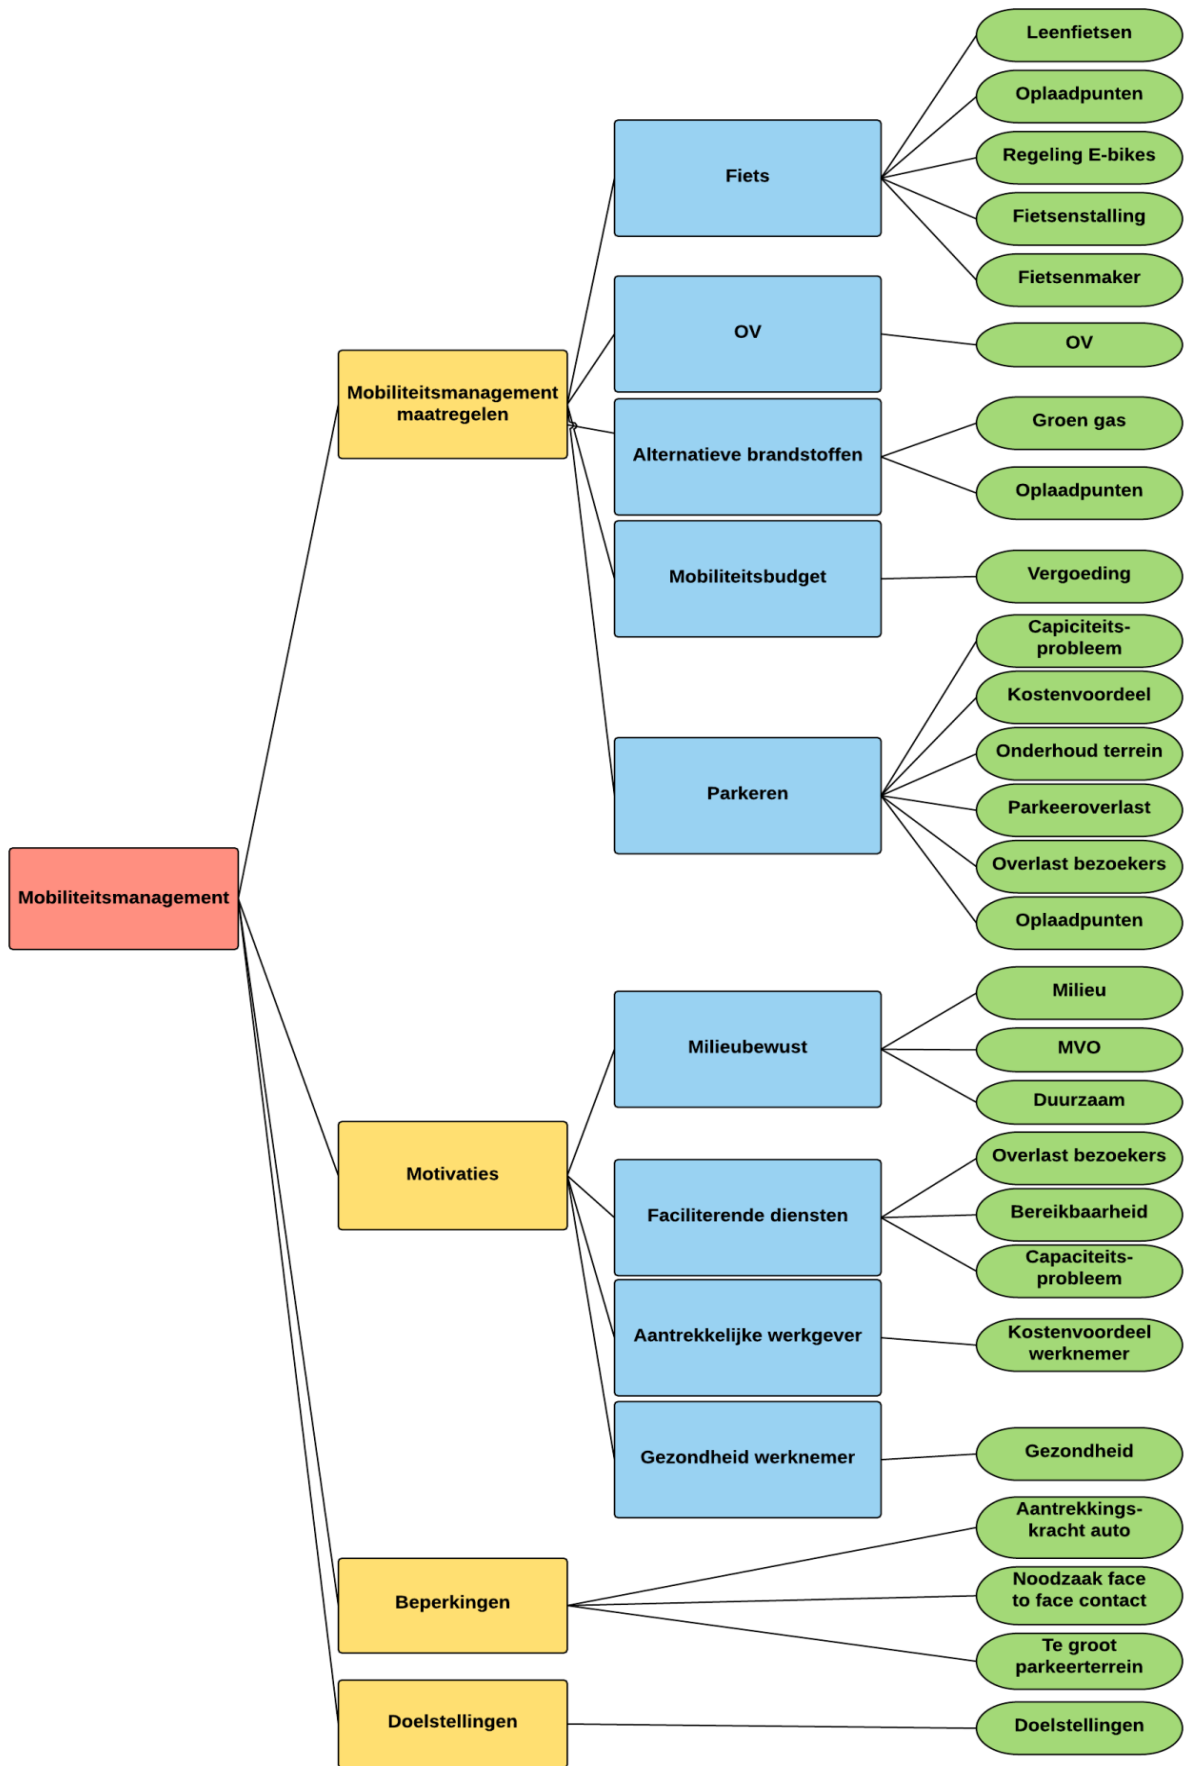 Leenfietsen
Oplaadpunten
Regeling E-bikes
Fiets
Fietsenstalling
Fietsenmaker
OV
OV
Mobiliteitsmanagement
maatregelen
Groen gas
Alternatieve brandstoffen
Oplaadpunten
Mobiliteitsbudget
Vergoeding
Capiciteits-
probleem
Kostenvoordeel
Onderhoud terrein
Parkeren
Parkeeroverlast
Overlast bezoekers
Oplaadpunten
Mobiliteitsmanagement
Milieu
Milieubewust
MVO
Duurzaam
Motivaties
Overlast bezoekers
Faciliterende diensten
Bereikbaarheid
Capaciteits-
probleem
Aantrekkelijke werkgever
Kostenvoordeel
werknemer
Gezondheid werknemer
Gezondheid
Aantrekkings-
kracht auto
Beperkingen
Noodzaak face
to face contact
Te groot
parkeerterrein
Doelstellingen
Doelstellingen